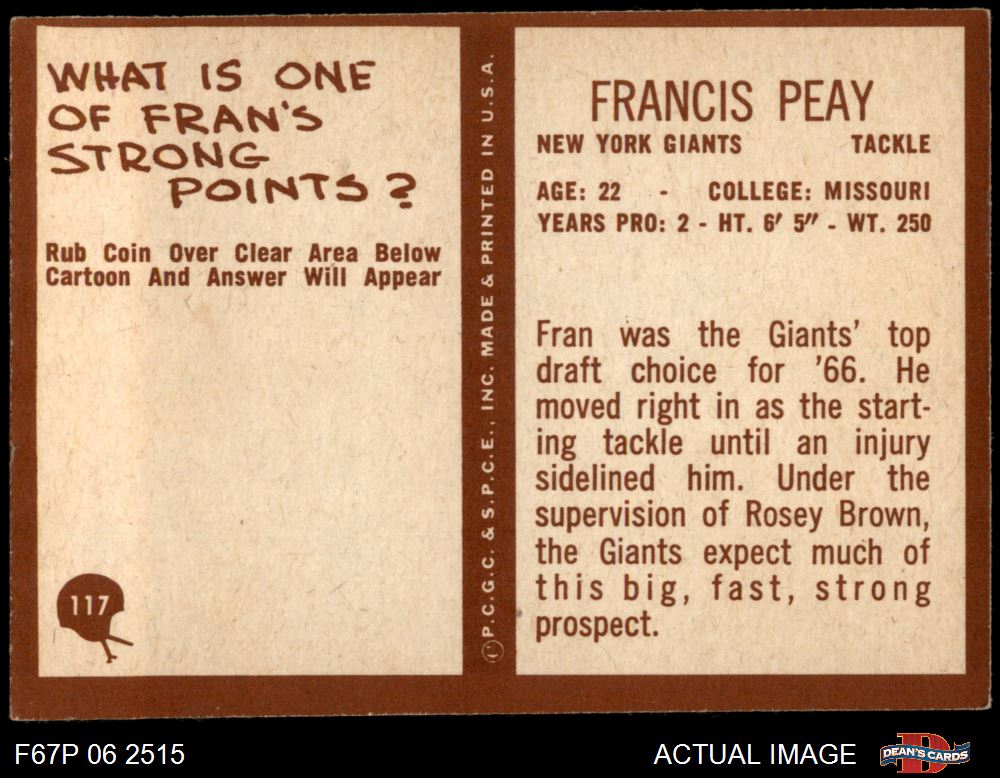 WHAT IS ONE
OF FRAN'S
STRONG
POINTS?
Rub Coin Over Clear Area Below
Cartoon And Answer Will Appear
117
© P.C.G.C. & S.P.C.E., INC. MADE & PRINTED IN U.S.A.
FRANCIS PEAY
NEW YORK GIANTS TACKLE
AGE: 22 - COLLEGE: MISSOURI
YEARS PRO: 2 - HT. 6' 5" - WT. 250
Fran was the Giants' top
draft choice for '66. He
moved right in as the start-
ing tackle until an injury
sidelined him. Under the
supervision of Rosey Brown,
the Giants expect much of
this big, fast, strong
prospect.
F67P 06 2515
ACTUAL IMAGE
D
DEAN'S CARDS